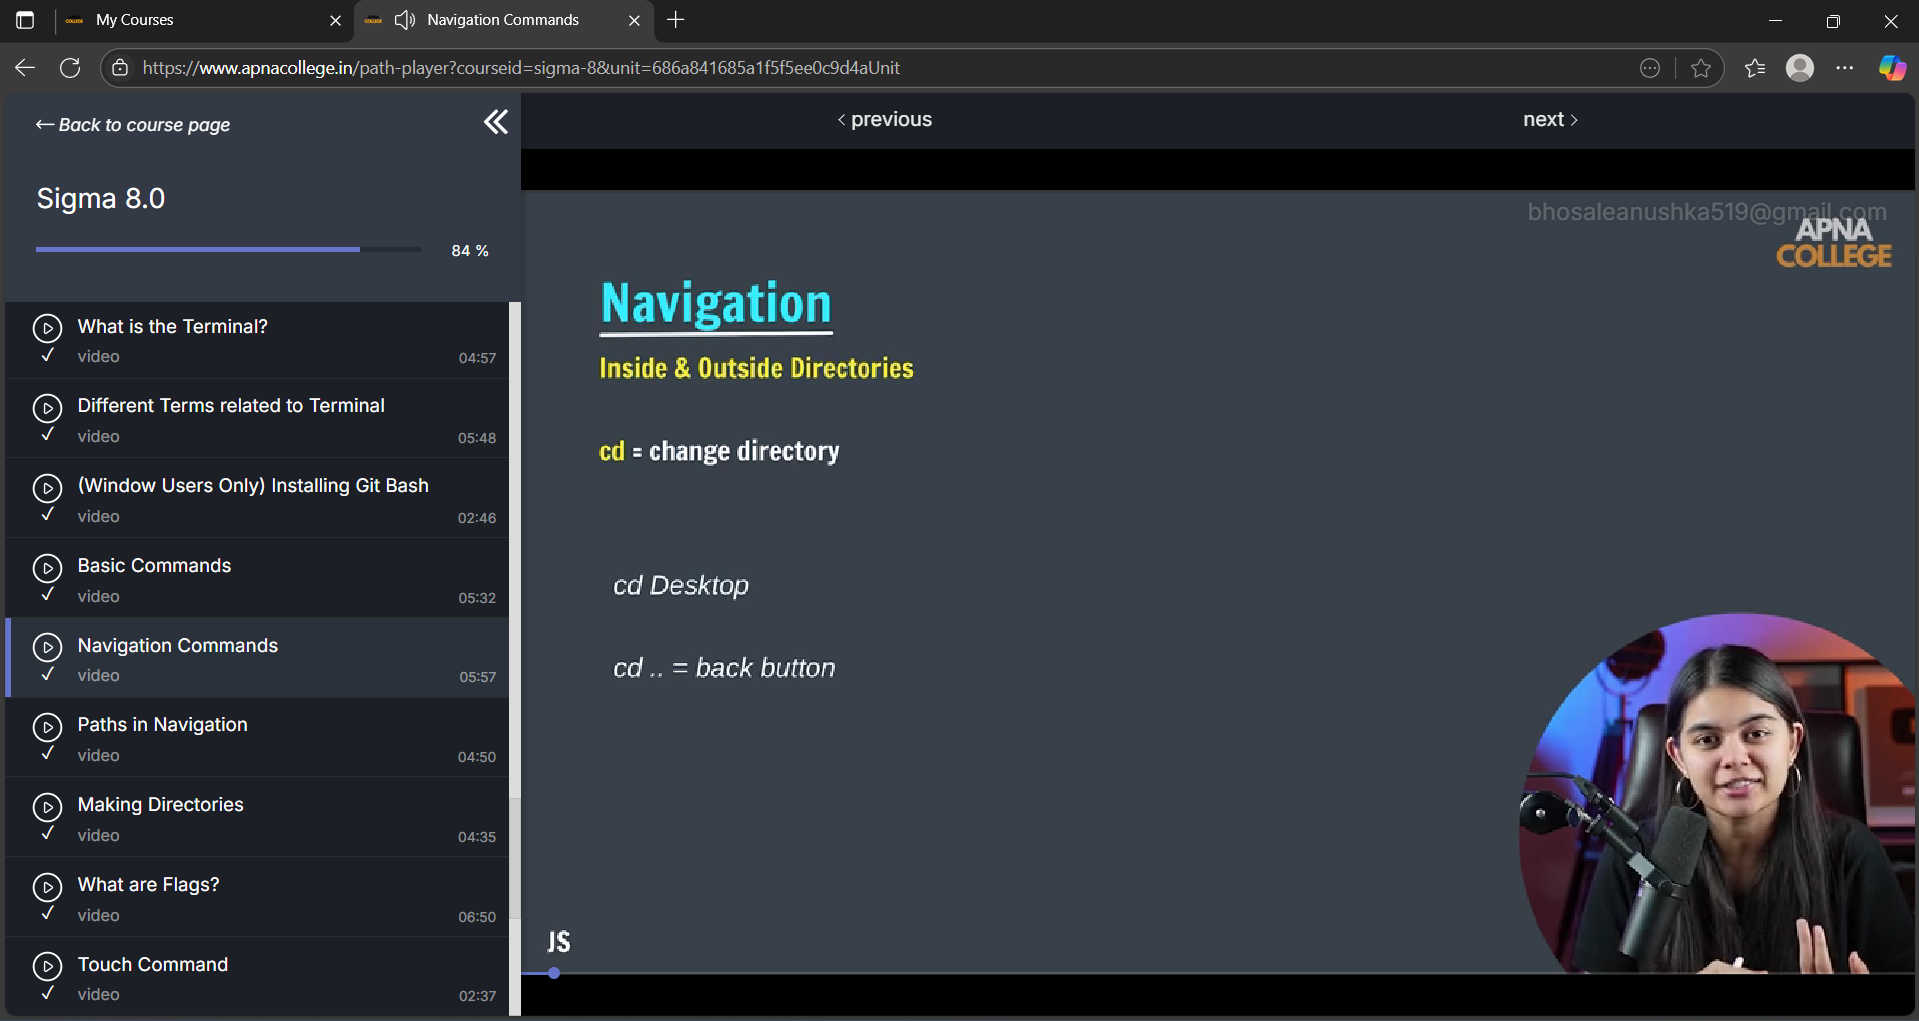 My Courses
Navigation Commands
https://www.apnacollege.in/path-player?courseid=sigma-8&unit=686a841685a1f5f5ee0c9d4aUnit
← Back to course page
‹ previous
next ›
Sigma 8.0
84 %
What is the Terminal?
video
04:57
Different Terms related to Terminal
video
05:48
(Window Users Only) Installing Git Bash
video
02:46
Basic Commands
video
05:32
Navigation Commands
video
05:57
Paths in Navigation
video
04:50
Making Directories
video
04:35
What are Flags?
video
06:50
Touch Command
video
02:37
bhosaleanushka519@gmail.com
APNA
COLLEGE
Navigation
Inside & Outside Directories
cd = change directory
cd Desktop
cd .. = back button
JS